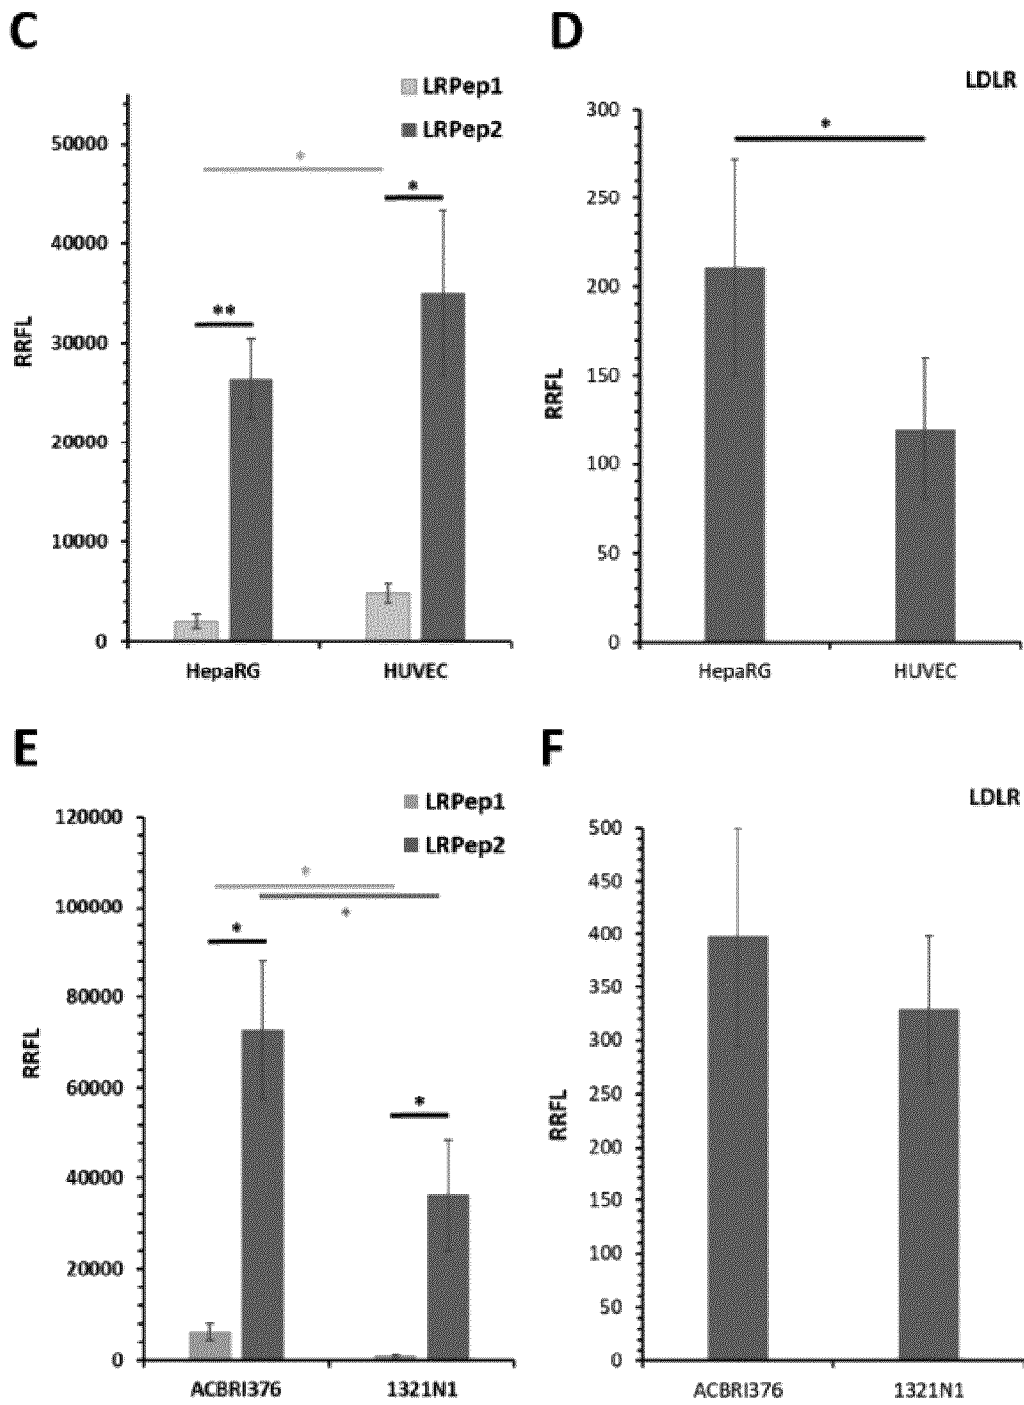 C
LRPep1
LRPep2
50000
40000
30000
20000
10000
0
RRFL
*
*
**
HepaRG
HUVEC
D
LDLR
300
250
200
150
100
50
0
RRFL
*
HepaRG
HUVEC
E
LRPep1
LRPep2
120000
100000
80000
60000
40000
20000
0
RRFL
*
*
*
*
ACBRI376
1321N1
F
LDLR
500
450
400
350
300
250
200
150
100
50
0
RRFL
ACBRI376
1321N1